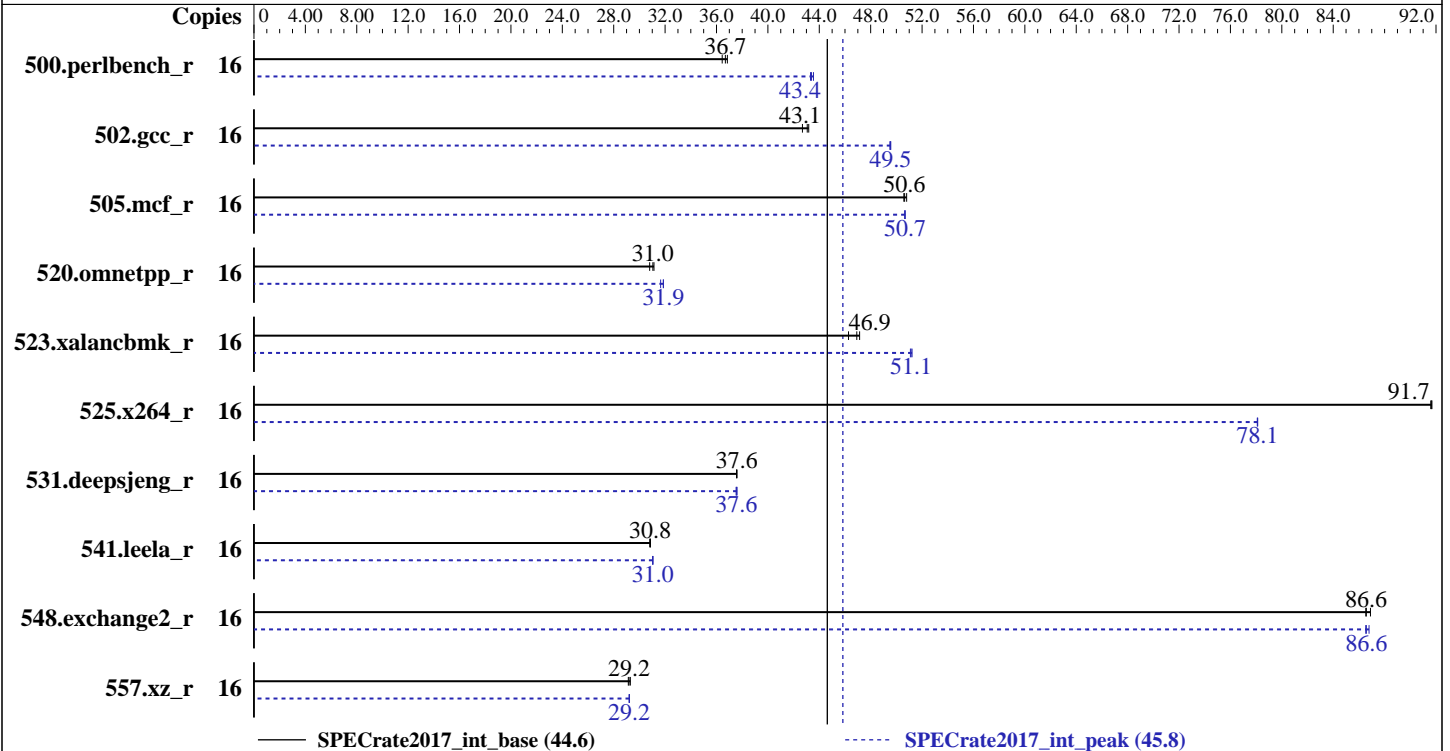 Copies 0 4.00 8.00 12.0 16.0 20.0 24.0 28.0 32.0 36.0 40.0 44.0 48.0 52.0 56.0 60.0 64.0 68.0 72.0 76.0 80.0 84.0 92.0
36.7
500.perlbench_r 16
43.4
43.1
502.gcc_r 16
49.5
50.6
505.mcf_r 16
50.7
31.0
520.omnetpp_r 16
31.9
46.9
523.xalancbmk_r 16
51.1
91.7
525.x264_r 16
78.1
37.6
531.deepsjeng_r 16
37.6
30.8
541.leela_r 16
31.0
86.6
548.exchange2_r 16
86.6
29.2
557.xz_r 16
29.2
SPECrate2017_int_base (44.6) SPECrate2017_int_peak (45.8)